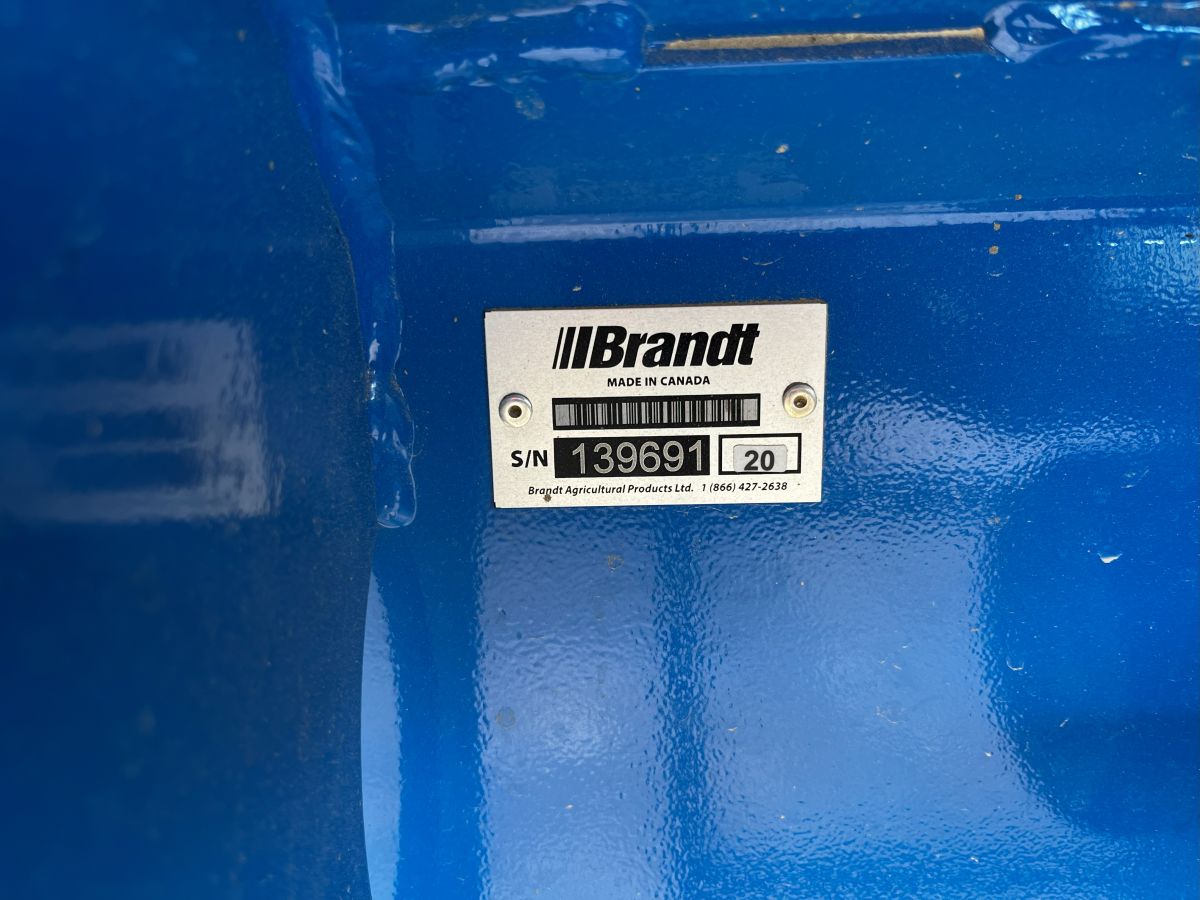 Brandt
MADE IN CANADA
S/N 139691 20
Brandt Agricultural Products Ltd. 1 (866) 427-2638